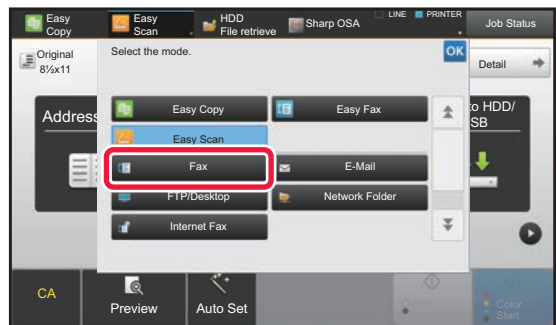 Easy
Copy
Easy
Scan
HDD
File retrieve
Sharp OSA
LINE
PRINTER
Job Status
Original
8½x11
Select the mode.
OK
Detail
Address
Easy Copy
Easy Fax
to HDD/
SB
Easy Scan
Fax
E-Mail
FTP/Desktop
Network Folder
Internet Fax
CA
Preview
Auto Set
Color
Start